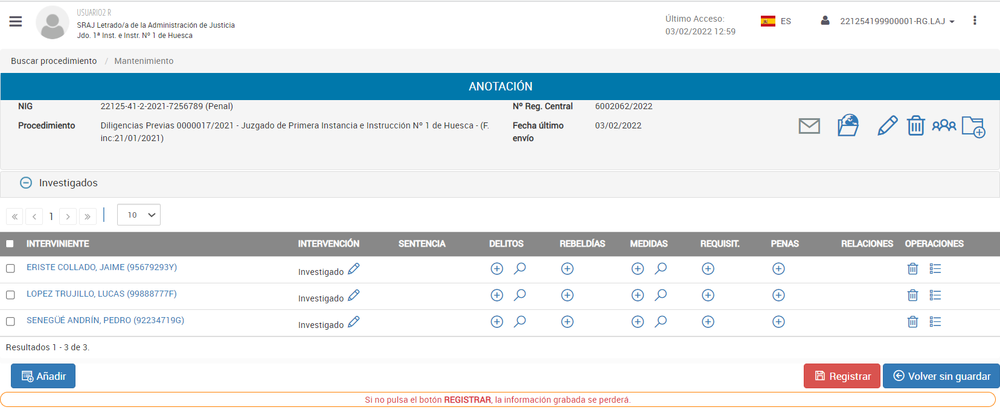 USUARIO2 R
SRAJ Letrado/a de la Administración de Justicia
Jdo. 1ª Inst. e Instr. Nº 1 de Huesca
Último Acceso:
03/02/2022 12:59
ES
221254199900001-RG.LAJ
Buscar procedimiento / Mantenimiento
ANOTACIÓN
NIG 22125-41-2-2021-7256789 (Penal) Nº Reg. Central 6002062/2022
Procedimiento Diligencias Previas 0000017/2021 - Juzgado de Primera Instancia e Instrucción Nº 1 de Huesca - (F. Fecha último 03/02/2022
inc:21/01/2021) envío
Investigados
« < 1 > » 10
INTERVINIENTE INTERVENCIÓN SENTENCIA DELITOS REBELDÍAS MEDIDAS REQUISIT. PENAS RELACIONES OPERACIONES
ERISTE COLLADO, JAIME (95679293Y) Investigado
LOPEZ TRUJILLO, LUCAS (99888777F) Investigado
SENEGÜÉ ANDRÍN, PEDRO (92234719G) Investigado
Resultados 1 - 3 de 3.
Añadir Registrar Volver sin guardar
Si no pulsa el botón REGISTRAR, la información grabada se perderá.